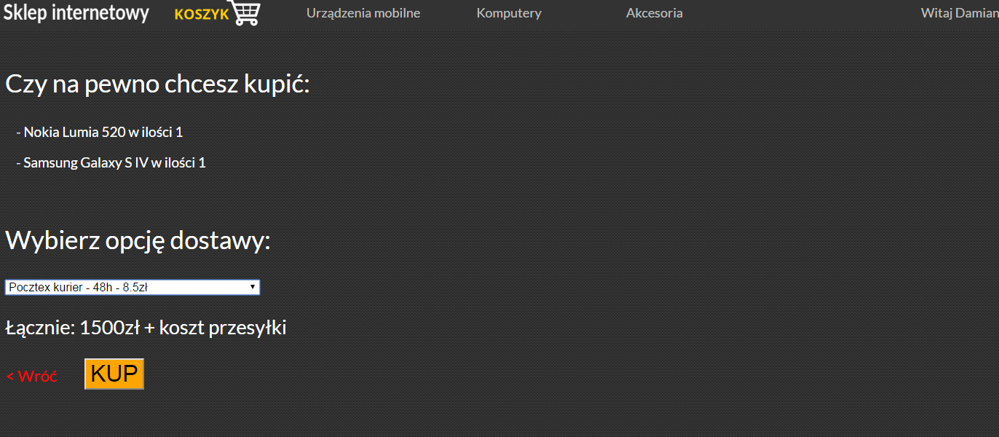 Sklep internetowy KOSZYK Urządzenia mobilne Komputery Akcesoria Witaj Damian
Czy na pewno chcesz kupić:
- Nokia Lumia 520 w ilości 1
- Samsung Galaxy S IV w ilości 1
Wybierz opcję dostawy:
Pocztex kurier - 48h - 8.5zł
Łącznie: 1500zł + koszt przesyłki
< Wróć KUP